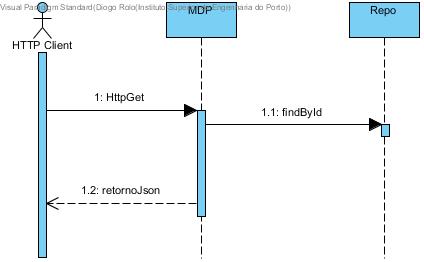 Visual Paradigm Standard(Diogo Rolo(Instituto Superior de Engenharia do Porto))
MDP
Repo
HTTP Client
1: HttpGet
1.1: findById
1.2: retornoJson